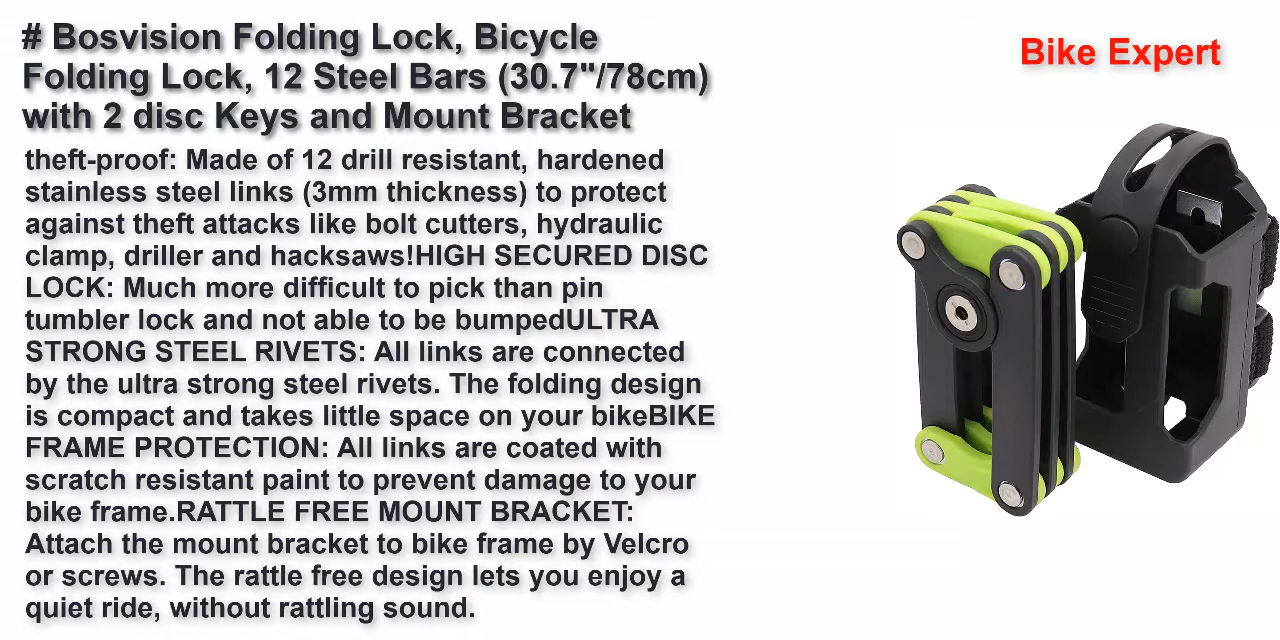 # Bosvision Folding Lock, Bicycle
Folding Lock, 12 Steel Bars (30.7"/78cm)
with 2 disc Keys and Mount Bracket
Bike Expert
theft-proof: Made of 12 drill resistant, hardened
stainless steel links (3mm thickness) to protect
against theft attacks like bolt cutters, hydraulic
clamp, driller and hacksaws!HIGH SECURED DISC
LOCK: Much more difficult to pick than pin
tumbler lock and not able to be bumpedULTRA
STRONG STEEL RIVETS: All links are connected
by the ultra strong steel rivets. The folding design
is compact and takes little space on your bikeBIKE
FRAME PROTECTION: All links are coated with
scratch resistant paint to prevent damage to your
bike frame.RATTLE FREE MOUNT BRACKET:
Attach the mount bracket to bike frame by Velcro
or screws. The rattle free design lets you enjoy a
quiet ride, without rattling sound.